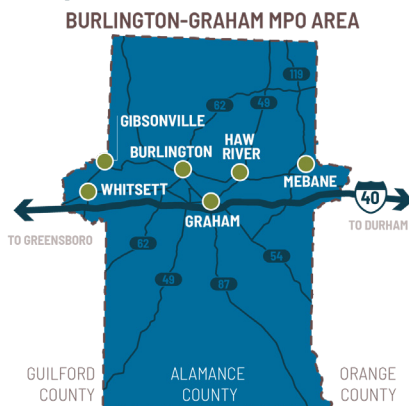 BURLINGTON-GRAHAM MPO AREA
119
62
49
GIBSONVILLE
BURLINGTON
HAW
RIVER
WHITSETT
MEBANE
40
GRAHAM
TO GREENSBORO
TO DURHAM
62
54
49
87
GUILFORD
COUNTY
ALAMANCE
COUNTY
ORANGE
COUNTY